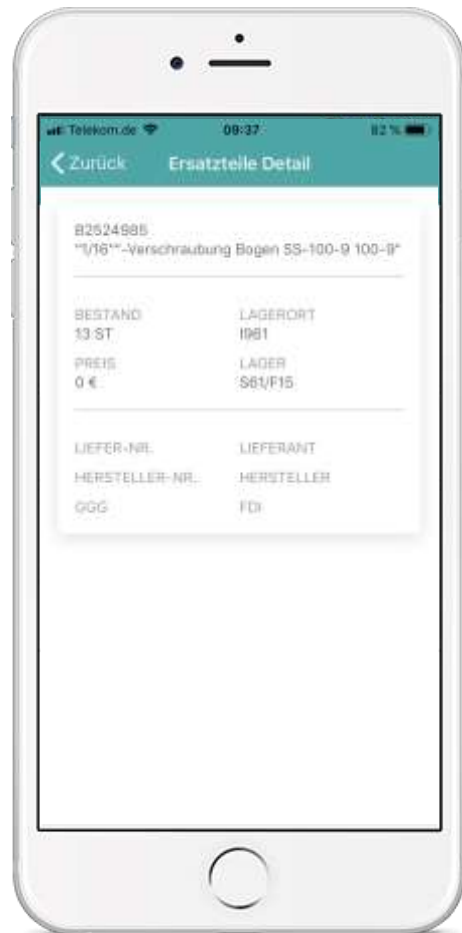 Telekom.de 09:37 82 %
Zurück Ersatzteile Detail
B2524985
"1/16""-Verschraubung Bogen SS-100-9 100-9"
BESTAND LAGERORT
13 ST I961
PREIS LAGER
0 € S61/F15
LIEFER-NR. LIEFERANT
HERSTELLER-NR. HERSTELLER
GGG FDI